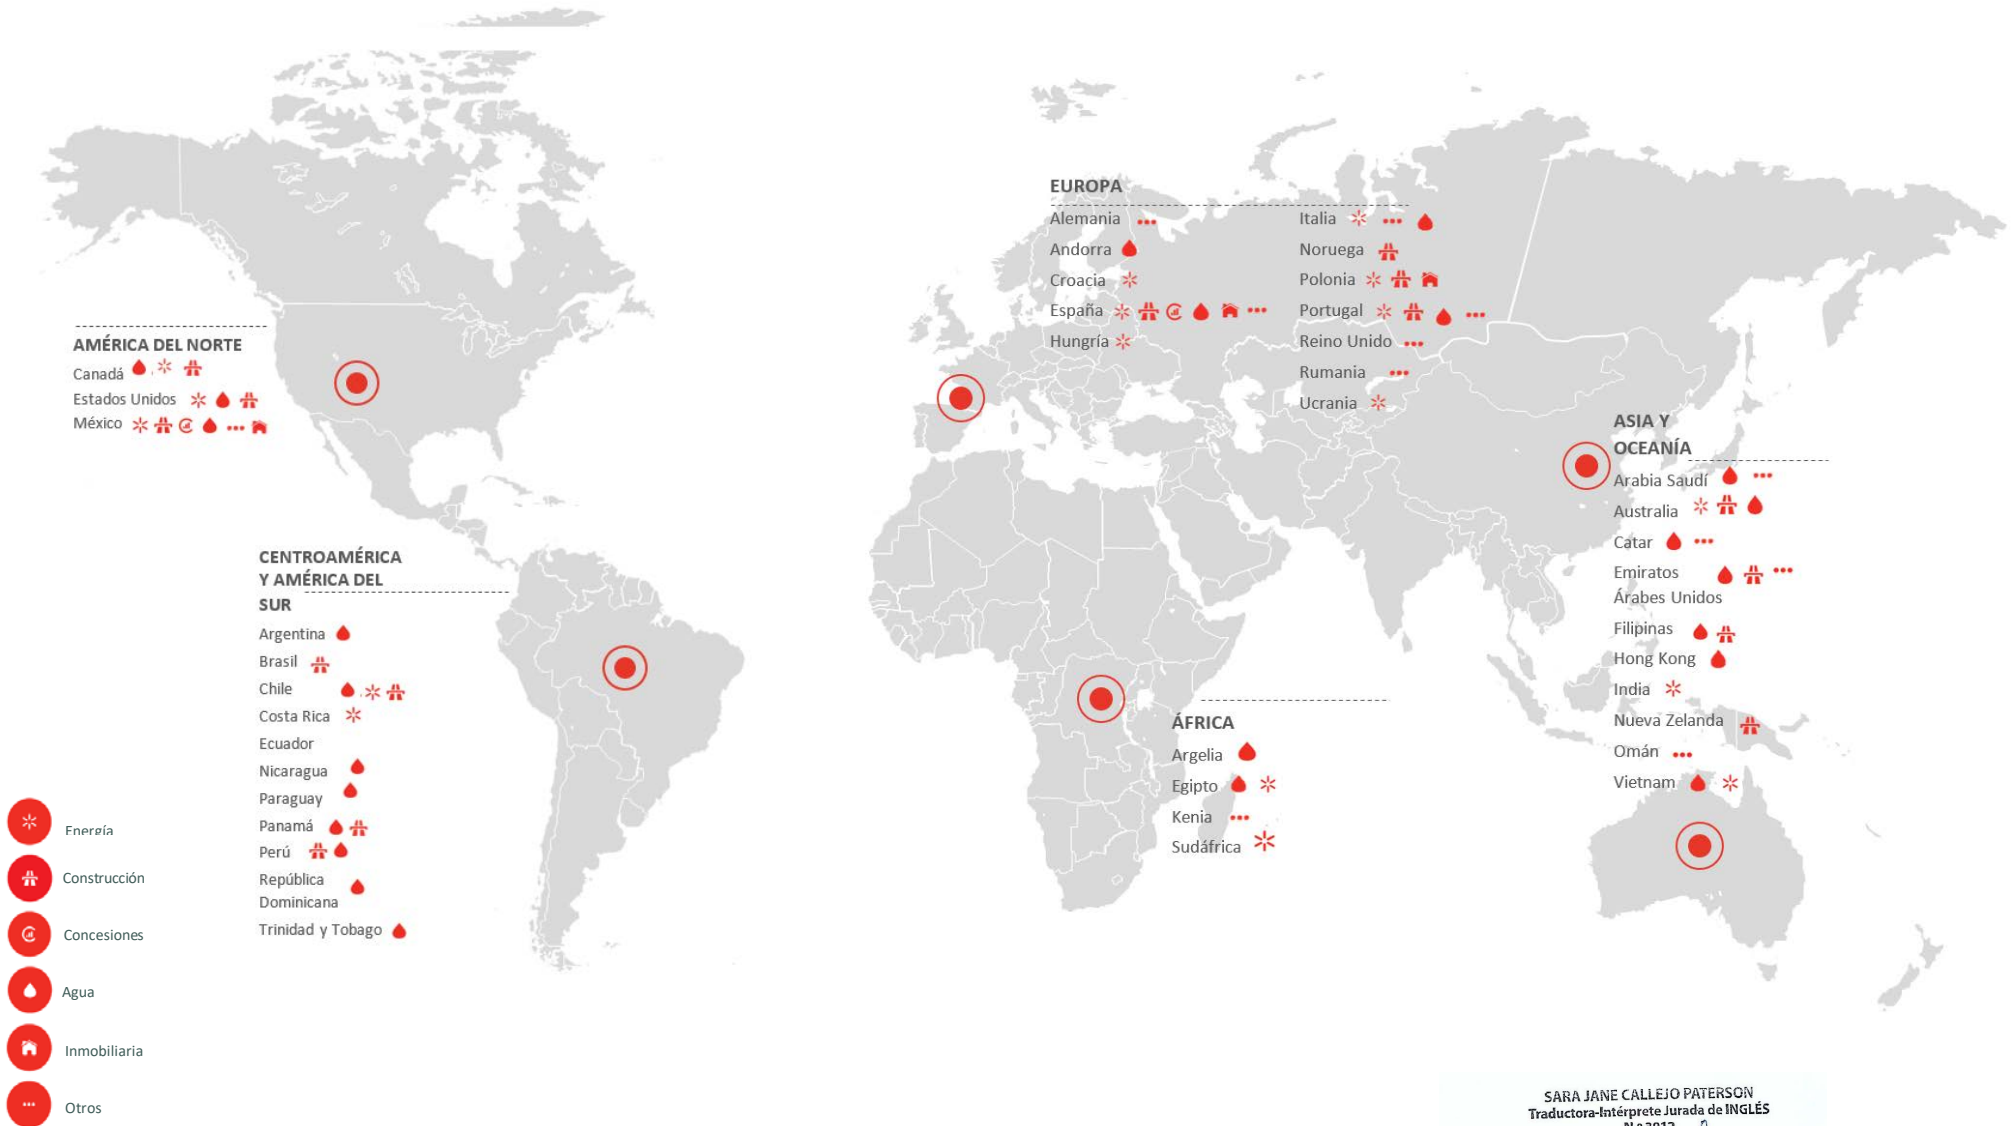 EUROPA
Alemania
Andorra
Croacia
España
Hungría
Italia
Noruega
Polonia
Portugal
Reino Unido
Rumania
Ucrania
AMÉRICA DEL NORTE
Canadá
Estados Unidos
México
ASIA Y
OCEANÍA
Arabia Saudí
Australia
Catar
Emiratos
Árabes Unidos
Filipinas
Hong Kong
India
Nueva Zelanda
Omán
Vietnam
CENTROAMÉRICA
Y AMÉRICA DEL
SUR
Argentina
Brasil
Chile
Costa Rica
Ecuador
Nicaragua
Paraguay
Panamá
Perú
República
Dominicana
Trinidad y Tobago
ÁFRICA
Argelia
Egipto
Kenia
Sudáfrica
Energía
Construcción
Concesiones
Agua
Inmobiliaria
Otros
SARA JANE CALLEJO PATERSON
Traductora-Intérprete Jurada de INGLÉS